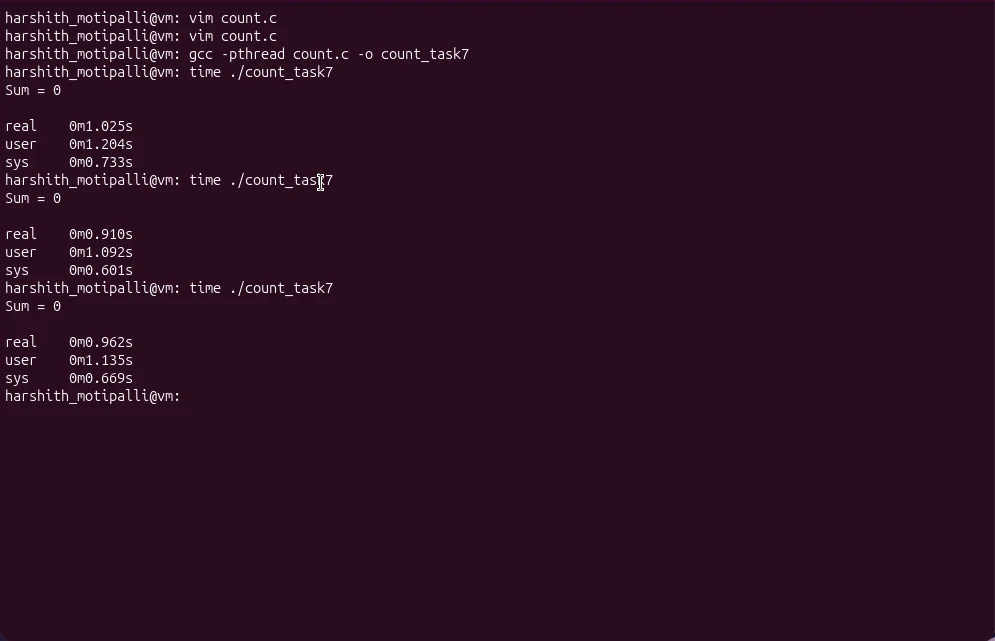 harshith_motipalli@vm: vim count.c
harshith_motipalli@vm: vim count.c
harshith_motipalli@vm: gcc -pthread count.c -o count_task7
harshith_motipalli@vm: time ./count_task7
Sum = 0
real 0m1.025s
user 0m1.204s
sys 0m0.733s
harshith_motipalli@vm: time ./count_task7
Sum = 0
real 0m0.910s
user 0m1.092s
sys 0m0.601s
harshith_motipalli@vm: time ./count_task7
Sum = 0
real 0m0.962s
user 0m1.135s
sys 0m0.669s
harshith_motipalli@vm: